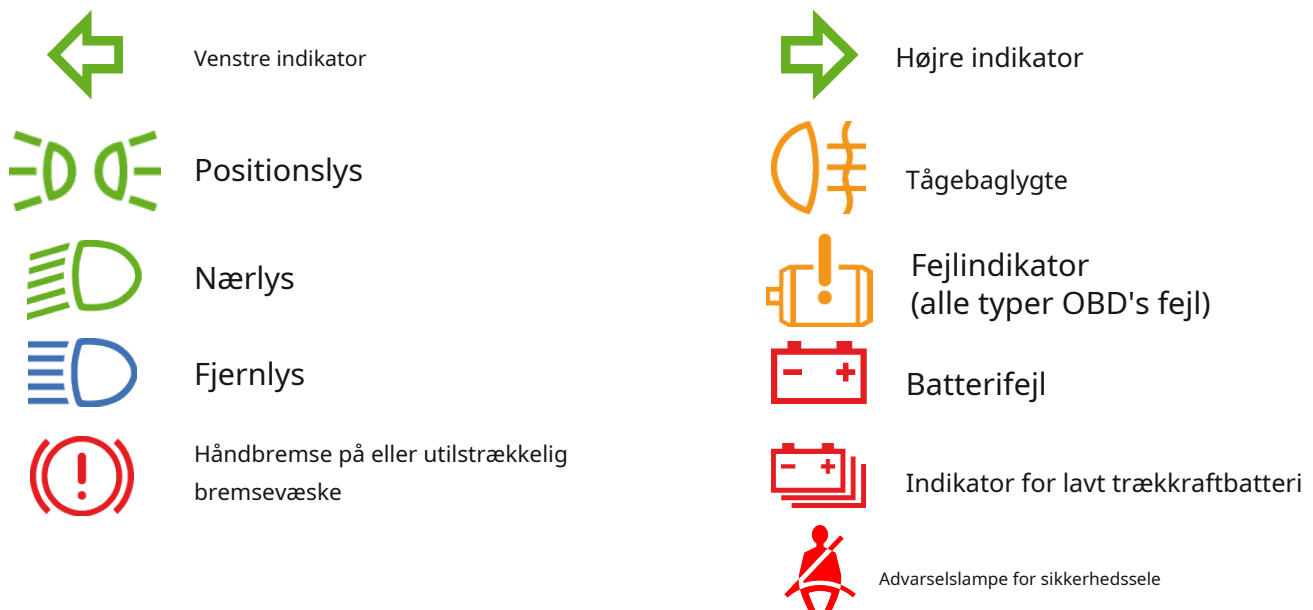 Venstre indikator
Højre indikator
Positionslys
Tågebaglygte
Nærlys
Fejlindikator
(alle typer OBD's fejl)
Fjernlys
Batterifejl
Håndbremse på eller utilstrækkelig
bremsevæske
Indikator for lavt trækkraftbatteri
Advarselslampe for sikkerhedssele